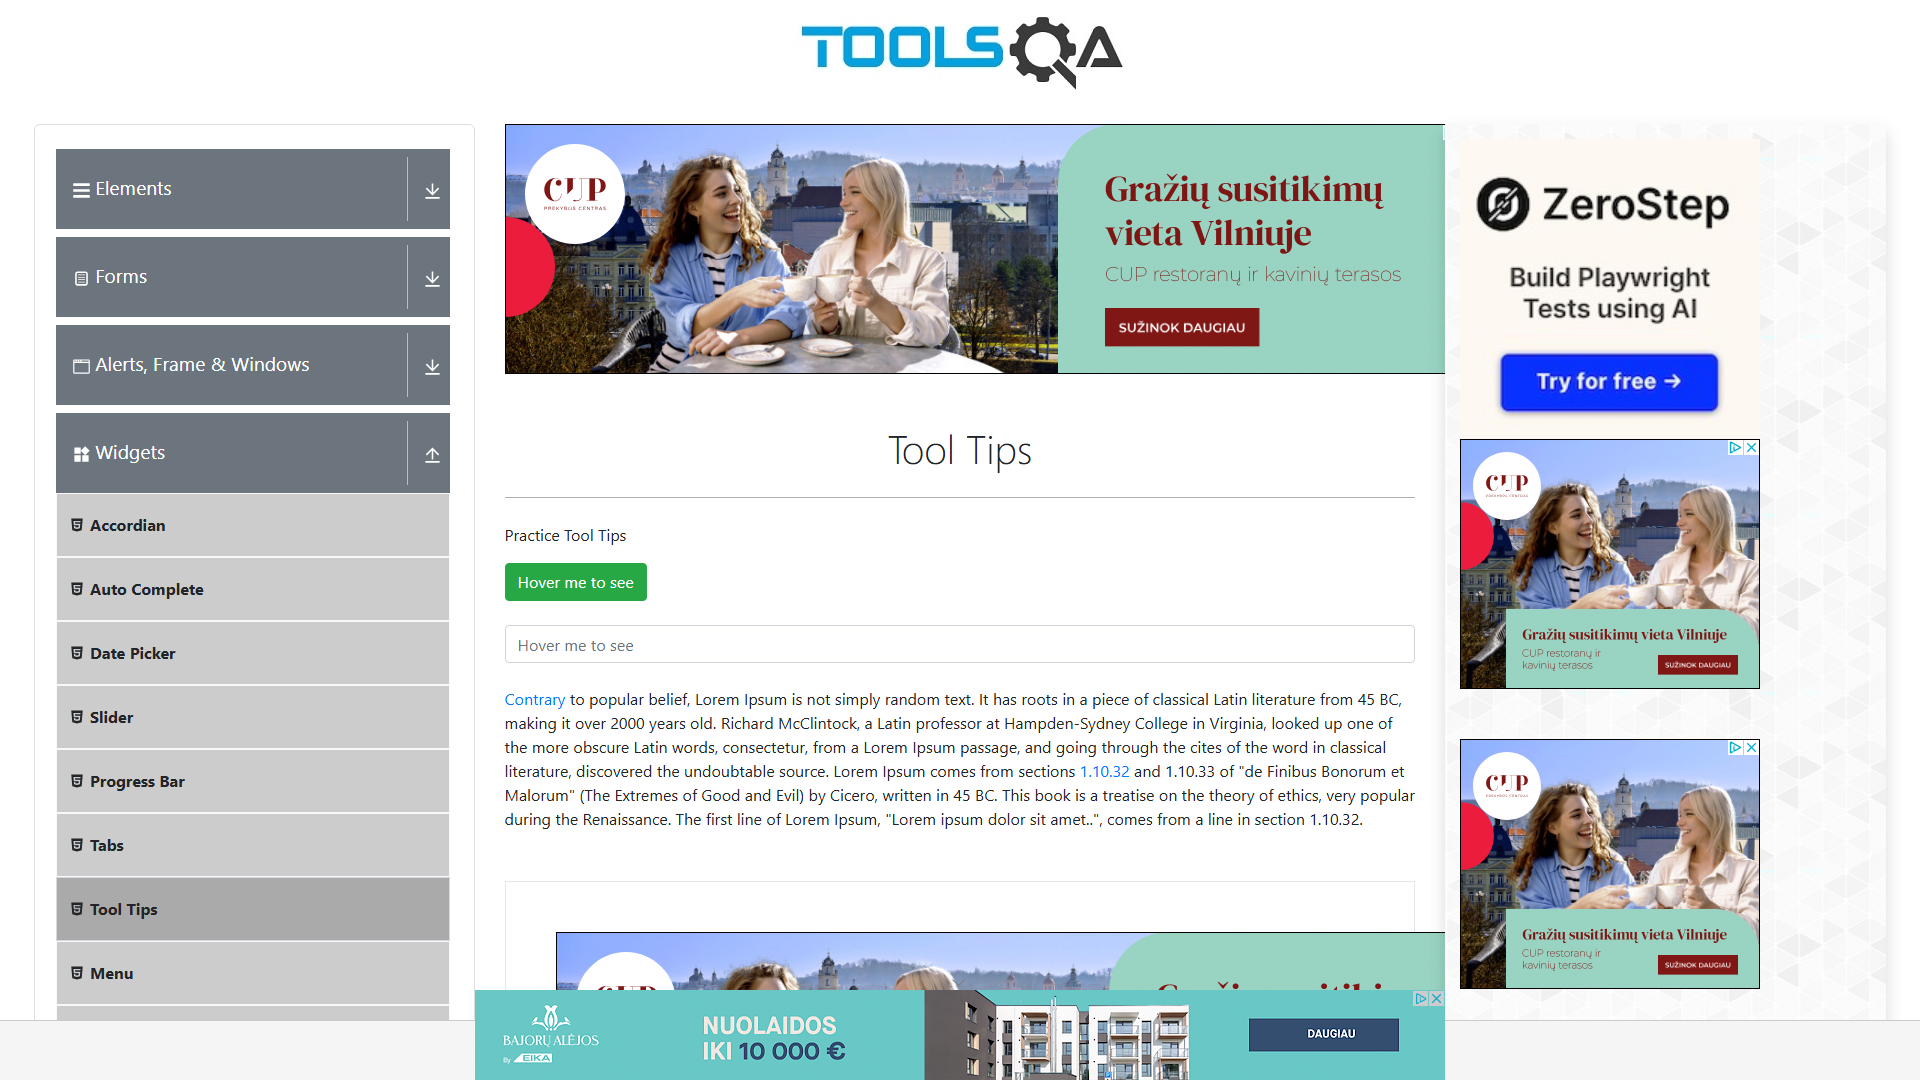 TOOLSQA
Elements
Forms
Alerts, Frame & Windows
Widgets
Accordian
Auto Complete
Date Picker
Slider
Progress Bar
Tabs
Tool Tips
Menu
CUP
PREKYBOS CENTRAS
Gražių susitikimų
vieta Vilniuje
CUP restoranų ir kavinių terasos
SUŽINOK DAUGIAU
Tool Tips
Practice Tool Tips
Hover me to see
Hover me to see
Contrary to popular belief, Lorem Ipsum is not simply random text. It has roots in a piece of classical Latin literature from 45 BC,
making it over 2000 years old. Richard McClintock, a Latin professor at Hampden-Sydney College in Virginia, looked up one of
the more obscure Latin words, consectetur, from a Lorem Ipsum passage, and going through the cites of the word in classical
literature, discovered the undoubtable source. Lorem Ipsum comes from sections 1.10.32 and 1.10.33 of "de Finibus Bonorum et
Malorum" (The Extremes of Good and Evil) by Cicero, written in 45 BC. This book is a treatise on the theory of ethics, very popular
during the Renaissance. The first line of Lorem Ipsum, "Lorem ipsum dolor sit amet..", comes from a line in section 1.10.32.
ZeroStep
Build Playwright
Tests using AI
Try for free →
CUP
PREKYBOS CENTRAS
Gražių susitikimų vieta Vilniuje
CUP restoranų ir
kavinių terasos
SUŽINOK DAUGIAU
CUP
PREKYBOS CENTRAS
Gražių susitikimų vieta Vilniuje
CUP restoranų ir
kavinių terasos
SUŽINOK DAUGIAU
BAJORŲ ALĖJOS
By EIKA
NUOLAIDOS
IKI 10 000 €
DAUGIAU